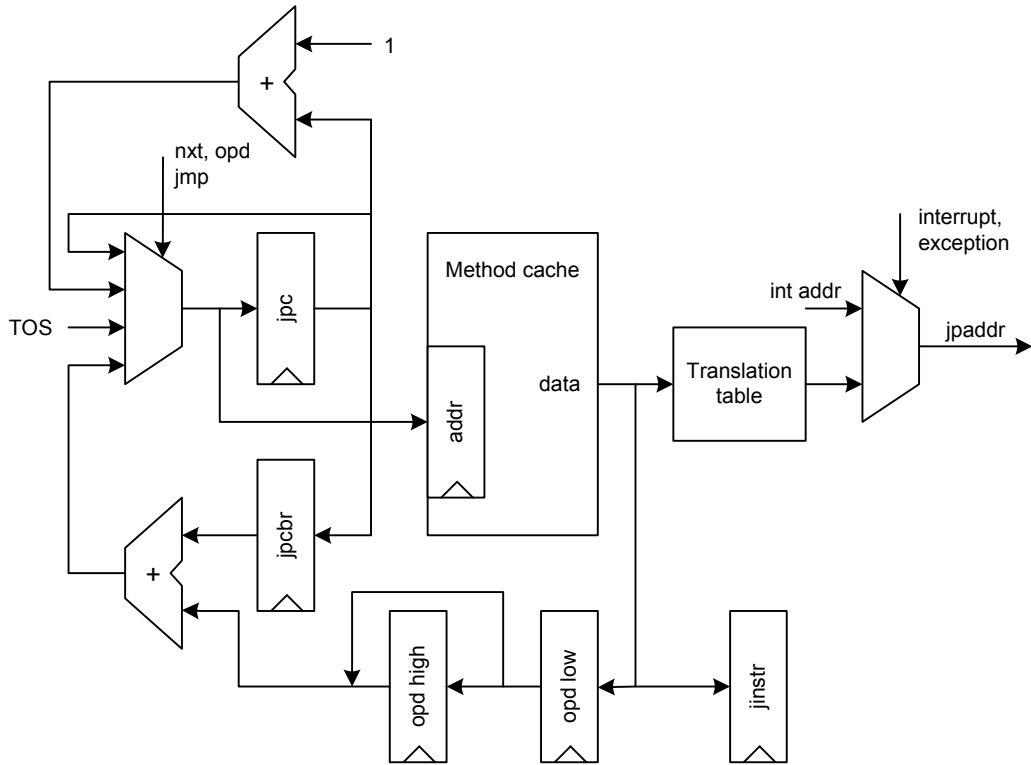 1
+
nxt, opd
jmp
interrupt,
exception
Method cache
int addr
jpc
TOS
jpaddr
data
Translation
table
addr
jpcbr
+
opd high
opd low
jinstr